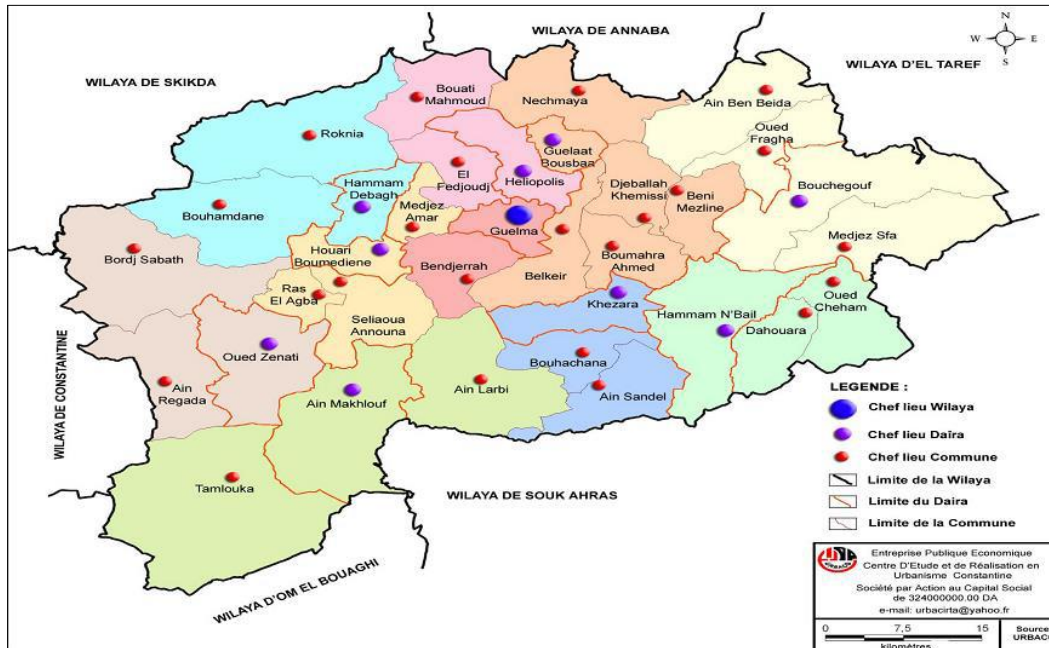 WILAYA DE ANNABA
N
W
E
S
WILAYA DE SKIDA
WILAYA D'EL TAREF
Bouati
Mahmoud
Nechmaya
Ain Ben Beida
Roknia
Oued
Fragha
Guelaat
Bousbaa
El
Fedjoudj
Heliopolis
Hammam
Debagh
Djeballah
Khemissi
Beni
Mezline
Bouchegouf
Bouhamdane
Medjez
Amar
Guelma
Medjez Sfa
Bordj Sabath
Houari
Boumediene
Bendjerrah
Belkeir
Boumahra
Ahmed
Ras
El Agba
Khezara
Hammam N'Bail
Oued
Cheham
Seliaoua
Announa
Dahouara
Oued Zenati
Bouhachana
WILAYA DE CONSTANTINE
Ain
Regada
Ain Makhlouf
Ain Larbi
Ain Sandel
Tamlouka
WILAYA DE SOUK AHRAS
WILAYA D'OM EL BOUAGHI
LEGENDE :
Chef lieu Wilaya
Chef lieu Daïra
Chef lieu Commune
Limite de la Wilaya
Limite du Daira
Limite de la Commune
Entreprise Publique Economique
Centre D'Etude et de Réalisation en
Urbanisme Constantine
Société par Action au Capital Social
de 324000000.00 DA
e-mail: urbacirta@yahoo.fr
0 7,5 15
kilomètres
Source
URBACO